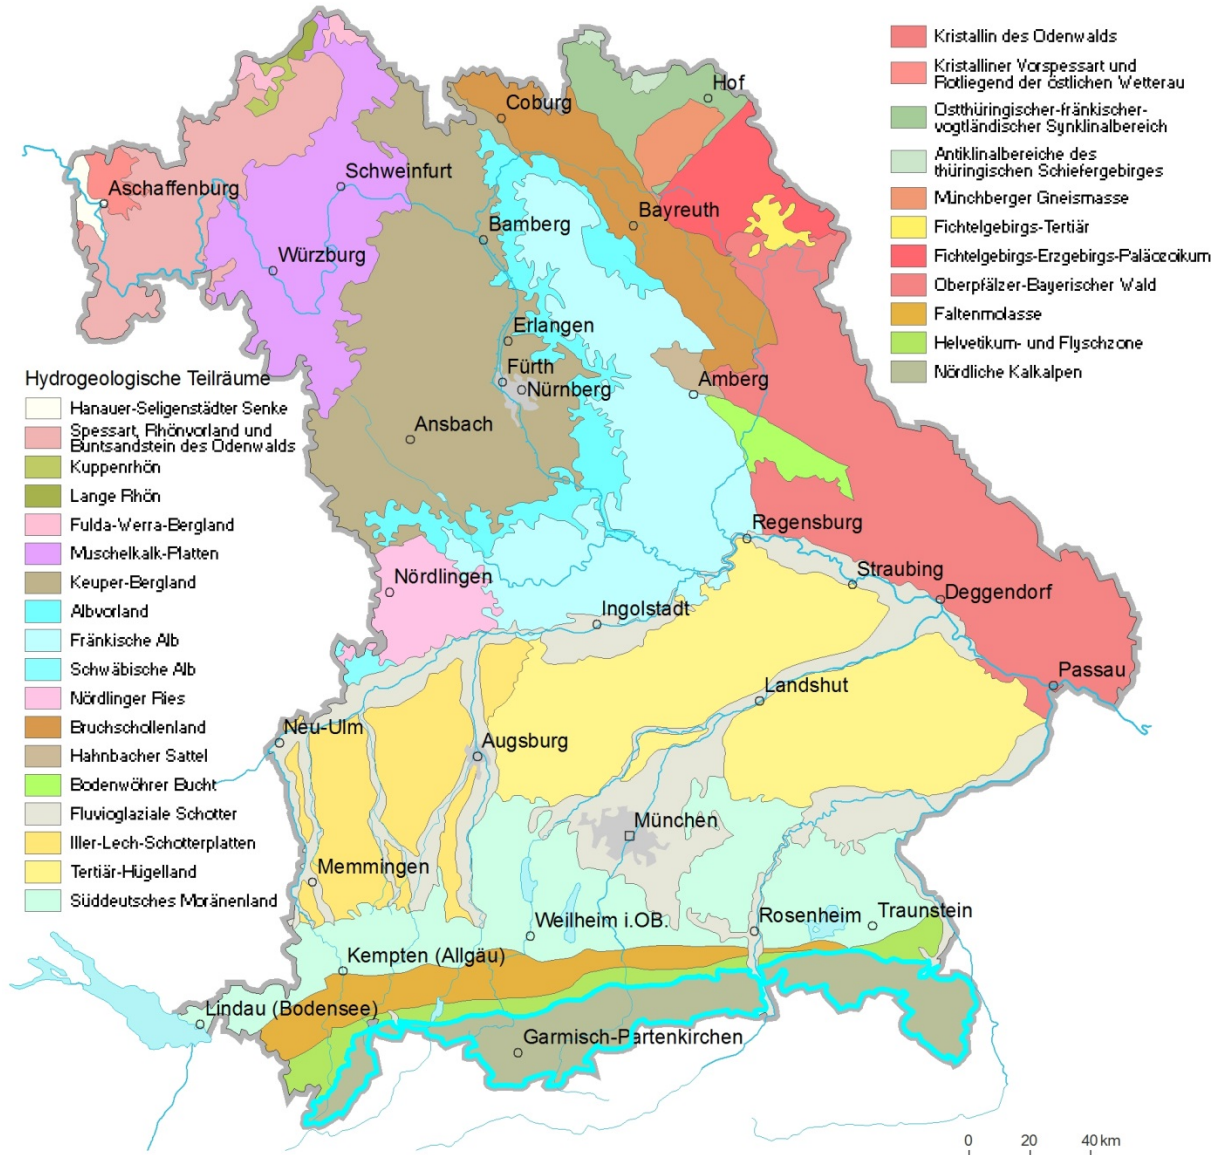 Kristallin des Odenwalds
Kristalliner Vorspessart und
Rotliegend der östlichen Wetterau
Ostthüringischer-fränkischer-
vogtländischer Synklinalbereich
Antiklinalbereiche des
thüringischen Schiefergebirges
Münchberger Gneismasse
Fichtelgebirgs-Tertiär
Fichtelgebirgs-Erzgebirgs-Paläozoikum
Oberpfälzer-Bayerischer Wald
Faltenmolasse
Helvetikum- und Flyschzone
Nördliche Kalkalpen
Hof
Coburg
Schweinfurt
Aschaffenburg
Bayreuth
Bamberg
Würzburg
Erlangen
Fürth
Nürnberg
Amberg
Ansbach
Regensburg
Nördlingen
Straubing
Deggendorf
Ingolstadt
Passau
Landshut
Neu-Ulm
Augsburg
München
Memmingen
Weilheim i.OB.
Rosenheim
Traunstein
Kempten (Allgäu)
Lindau (Bodensee)
Garmisch-Partenkirchen
Hydrogeologische Teilräume
Hanauer-Seligenstädter Senke
Spessart, Rhönvorland und
Buntsandstein des Odenwalds
Kuppenrhön
Lange Rhön
Fulda-Werra-Bergland
Muschelkalk-Platten
Keuper-Bergland
Albvorland
Fränkische Alb
Schwäbische Alb
Nördlinger Ries
Bruchschollenland
Hahnbacher Sattel
Bodenwöhrer Bucht
Fluvioglaziale Schotter
Iller-Lech-Schotterplatten
Tertiär-Hügelland
Süddeutsches Moränenland
0 20 40 km